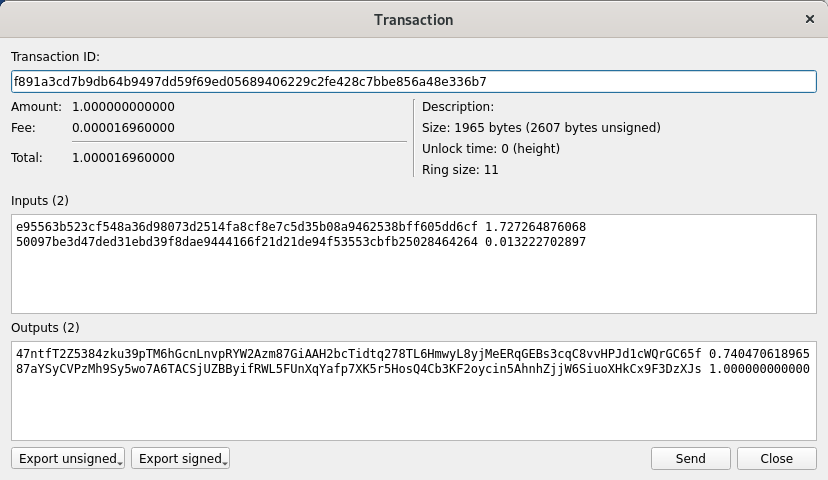 Transaction
Transaction ID:
f891a3cd7b9db64b9497dd59f69ed05689406229c2fe428c7bbe856a48e336b7
Amount: 1.000000000000
Fee: 0.000016960000
Total: 1.000016960000
Description:
Size: 1965 bytes (2607 bytes unsigned)
Unlock time: 0 (height)
Ring size: 11
Inputs (2)
e95563b523cf548a36d98073d2514fa8cf8e7c5d35b08a9462538bff605dd6cf 1.727264876068
50097be3d47ded31ebd39f8dae9444166f21d21de94f53553cbfb25028464264 0.013222702897
Outputs (2)
47ntfT2Z5384zku39pTM6hGcnLnvpRYW2Azm87GiAAH2bcTidtq278TL6HmwyL8yjMeERqGEBs3cqC8vvHPJd1cWQrGC65f 0.740470618965
87aYSyCVPzMh9Sy5wo7A6TACSjUZBByifRWL5FUnXqYafp7XK5r5HosQ4Cb3KF2oycin5AhnhZjjW6SiuoXHkCx9F3DzXJs 1.000000000000
Export unsigned
Export signed
Send
Close